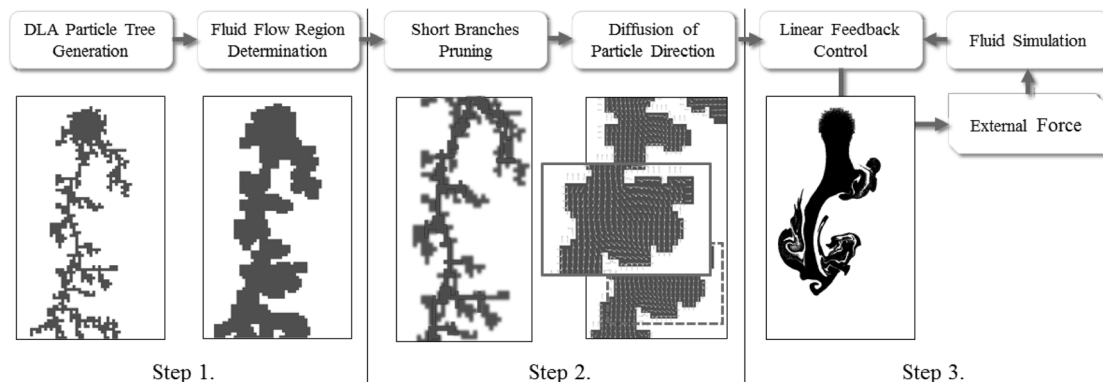 DLA Particle Tree
Generation
Fluid Flow Region
Determination
Short Branches
Pruning
Diffusion of
Particle Direction
Linear Feedback
Control
Fluid Simulation
External Force
Step 1.
Step 2.
Step 3.